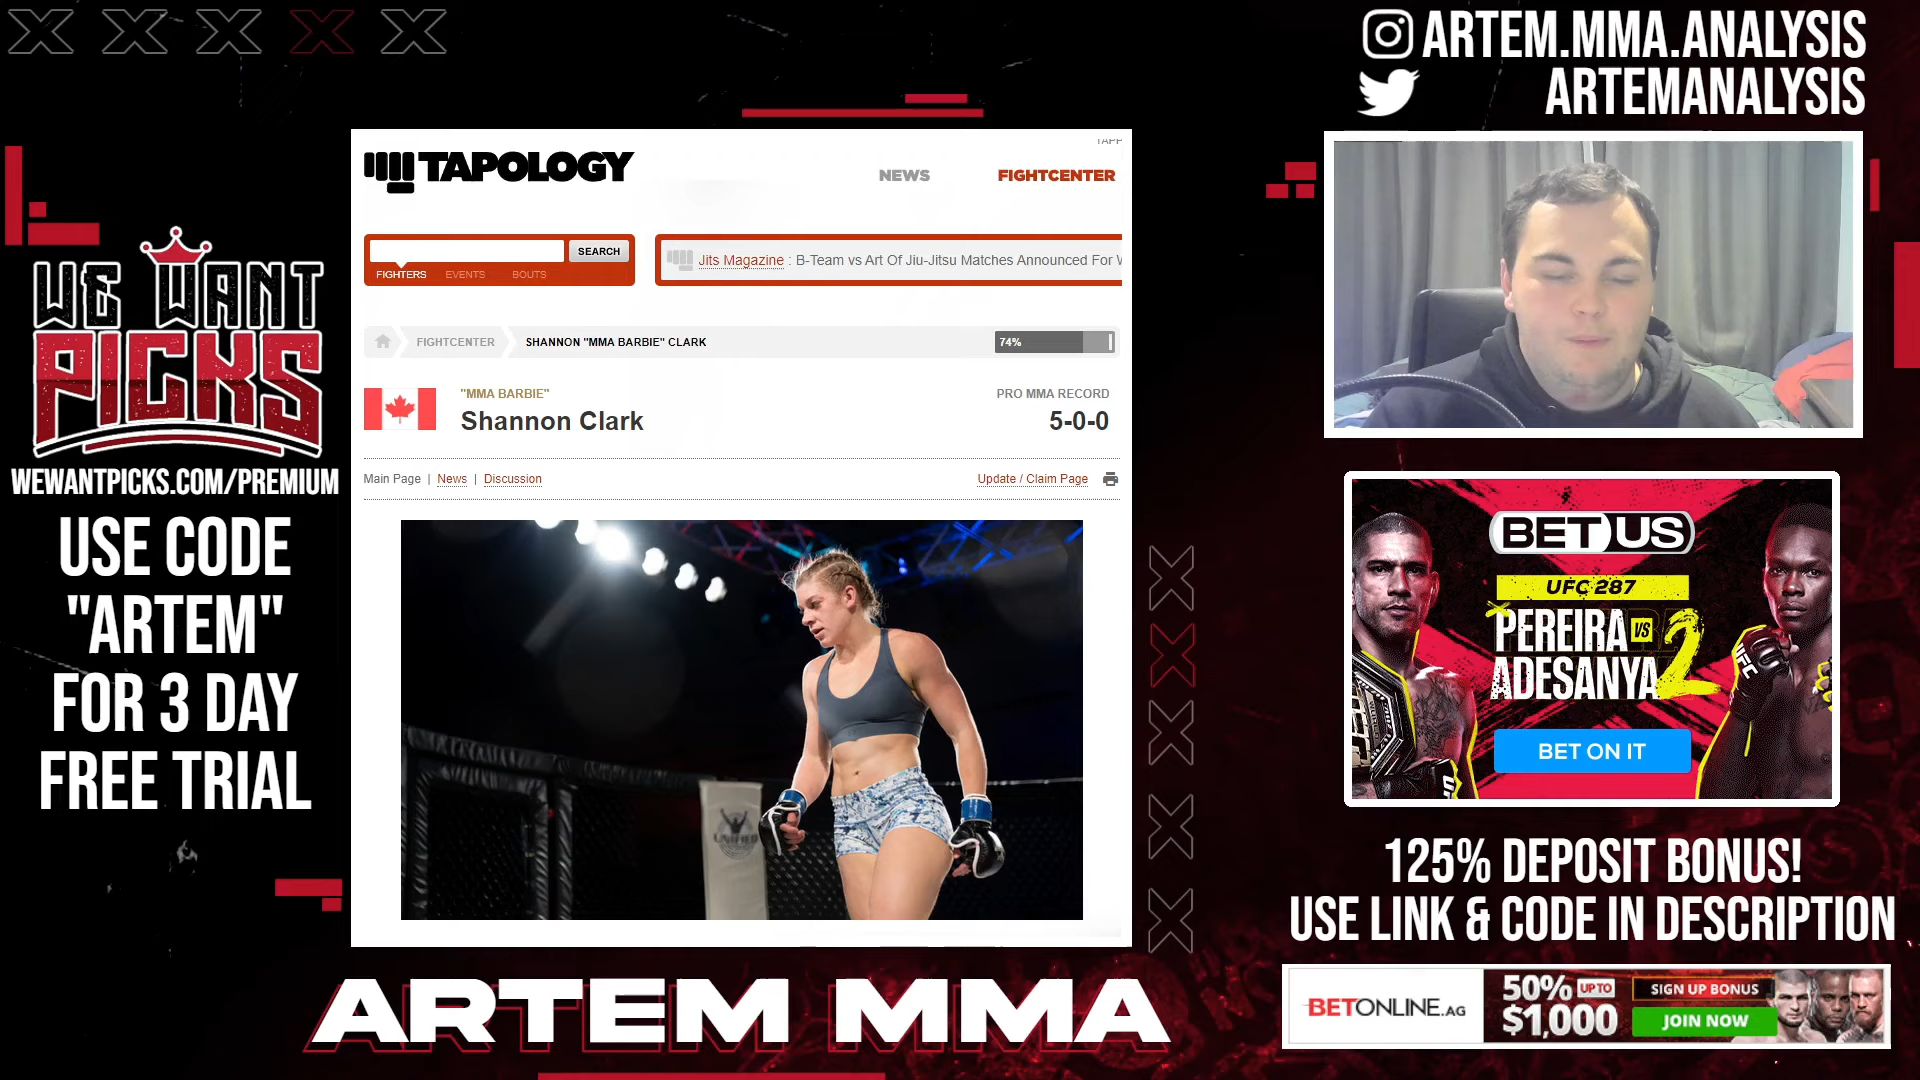 ARTEM.MMA.ANALYSIS
ARTEMANALYSIS
TAPOLOGY
NEWS
FIGHTCENTER
SEARCH
FIGHTERS
EVENTS
BOUTS
Jits Magazine : B-Team vs Art Of Jiu-Jitsu Matches Announced For
FIGHTCENTER
SHANNON "MMA BARBIE" CLARK
74%
"MMA BARBIE"
PRO MMA RECORD
Shannon Clark
5-0-0
Main Page | News | Discussion
Update / Claim Page
UNIFIED
WE WANT
PICKS
WEWANTPICKS.COM/PREMIUM
USE CODE
"ARTEM"
FOR 3 DAY
FREE TRIAL
BETUS
UFC 287
PEREIRA VS
ADESANYA 2
UFC
BET ON IT
125% DEPOSIT BONUS!
USE LINK & CODE IN DESCRIPTION
BETONLINE.AG
50% UP TO
$1,000
SIGN UP BONUS
JOIN NOW
ARTEM MMA